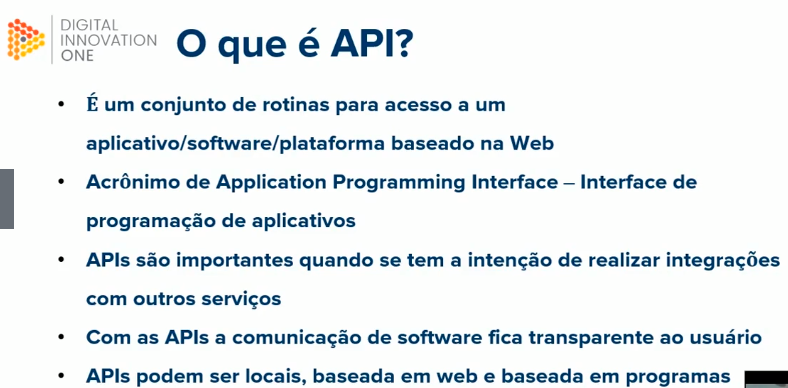 DIGITAL
INNOVATION
ONE
O que é API?
• É um conjunto de rotinas para acesso a um
aplicativo/software/plataforma baseado na Web
• Acrônimo de Application Programming Interface – Interface de
programação de aplicativos
• APIs são importantes quando se tem a intenção de realizar integrações
com outros serviços
• Com as APIs a comunicação de software fica transparente ao usuário
• APIs podem ser locais, baseada em web e baseada em programas